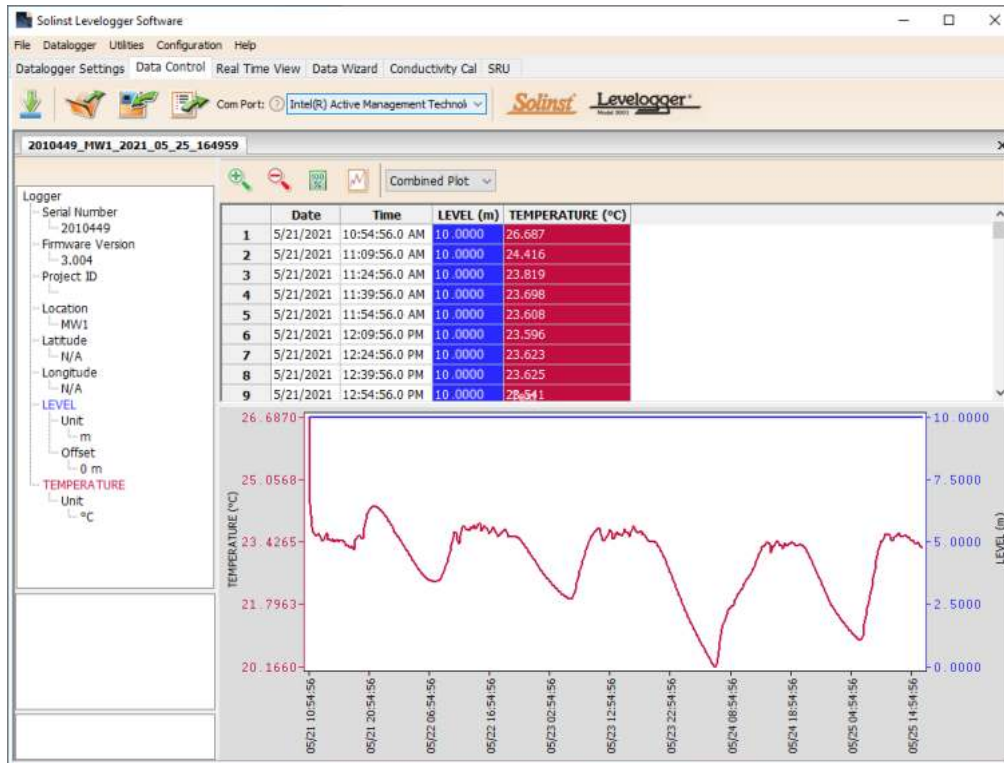 Solinst Levelogger Software
File Datalogger Utilities Configuration Help
Datalogger Settings Data Control Real Time View Data Wizard Conductivity Cal SRU
Com Port: Intel(R) Active Management Technol Solinst Levelogger
2010449_MW1_2021_05_25_164959
Combined Plot
Logger
Serial Number
2010449
Firmware Version
3.004
Project ID
Location
MW1
Latitude
N/A
Longitude
N/A
LEVEL
Unit
m
Offset
0 m
TEMPERATURE
Unit
°C
Date Time LEVEL (m) TEMPERATURE (°C)
1 5/21/2021 10:54:56.0 AM 10.0000 26.687
2 5/21/2021 11:09:56.0 AM 10.0000 24.416
3 5/21/2021 11:24:56.0 AM 10.0000 23.819
4 5/21/2021 11:39:56.0 AM 10.0000 23.698
5 5/21/2021 11:54:56.0 AM 10.0000 23.608
6 5/21/2021 12:09:56.0 PM 10.0000 23.596
7 5/21/2021 12:24:56.0 PM 10.0000 23.623
8 5/21/2021 12:39:56.0 PM 10.0000 23.625
9 5/21/2021 12:54:56.0 PM 10.0000
26.6870 10.0000
25.0568 7.5000
23.4265 5.0000
21.7963 2.5000
20.1660 0.0000
TEMPERATURE (°C)
LEVEL (m)
05/21 10:54:56
05/21 20:54:56
05/22 06:54:56
05/22 16:54:56
05/23 02:54:56
05/23 12:54:56
05/23 22:54:56
05/24 08:54:56
05/24 18:54:56
05/25 04:54:56
05/25 14:54:56